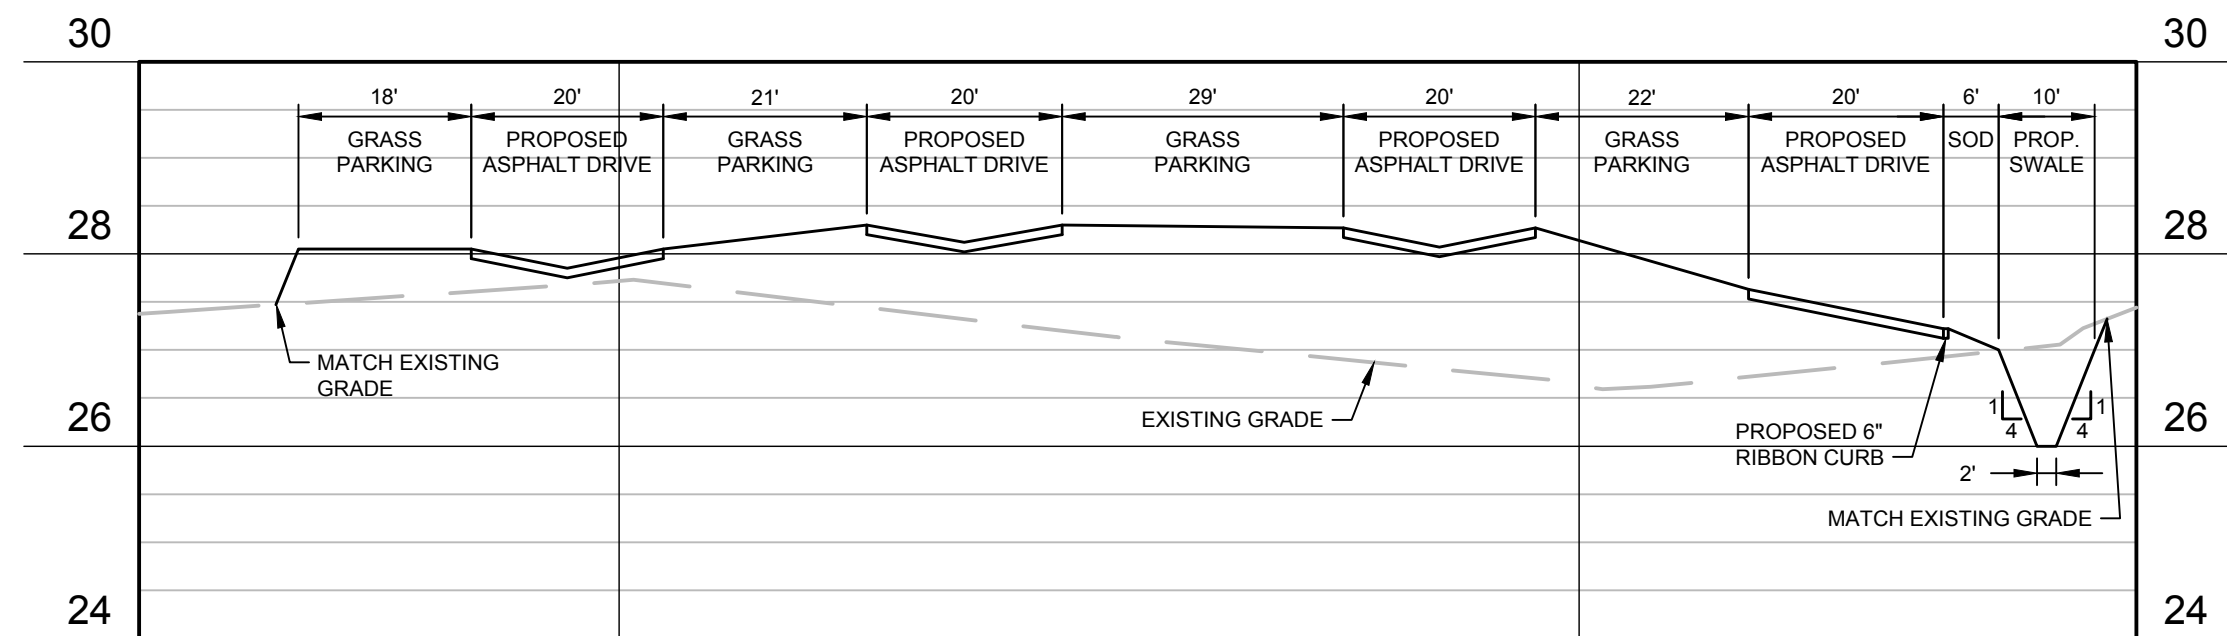 30
30
18'
20'
21'
20'
29'
20'
22'
20'
6'
10'
GRASS
PARKING
PROPOSED
ASPHALT DRIVE
GRASS
PARKING
PROPOSED
ASPHALT DRIVE
GRASS
PARKING
PROPOSED
ASPHALT DRIVE
GRASS
PARKING
PROPOSED
ASPHALT DRIVE
SOD
PROP.
SWALE
28
28
MATCH EXISTING
GRADE
EXISTING GRADE
PROPOSED 6"
RIBBON CURB
1
4
1
4
26
26
2'
MATCH EXISTING GRADE
24
24